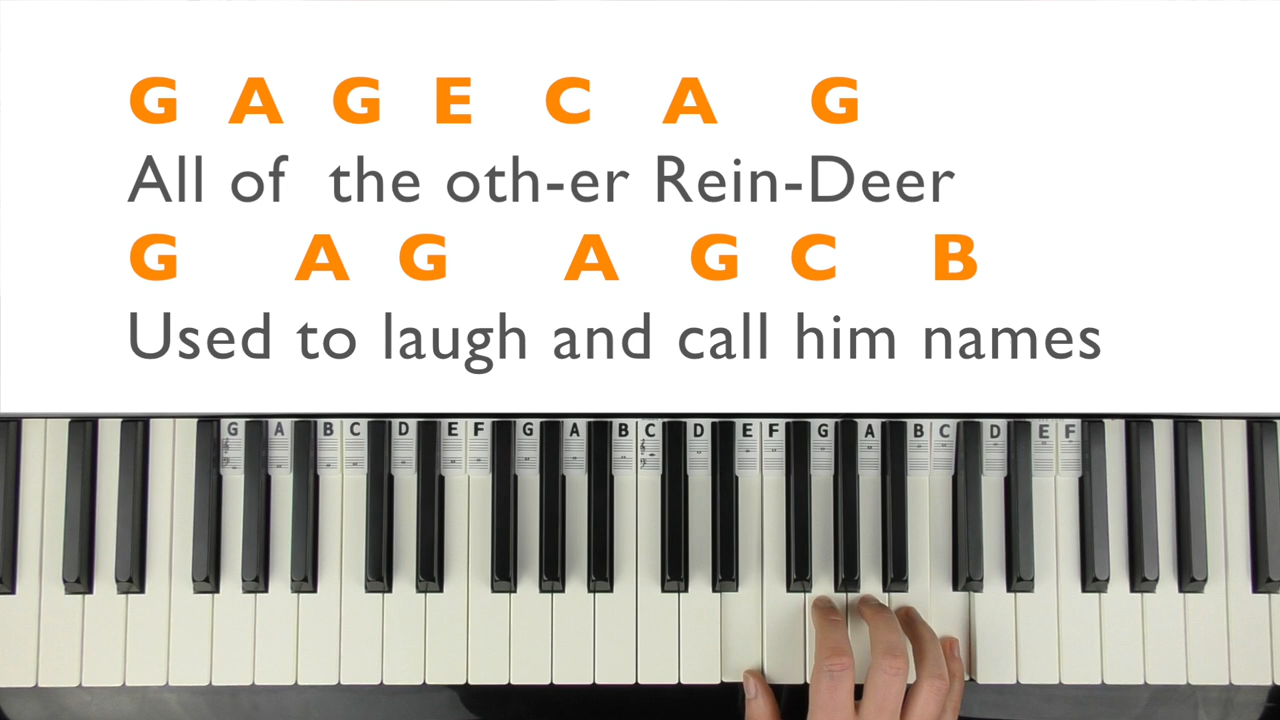 G A G E C A G
All of the oth-er Rein-Deer
G A G A G C B
Used to laugh and call him names
G A B C D E F G A B C D E F G A B C D E F